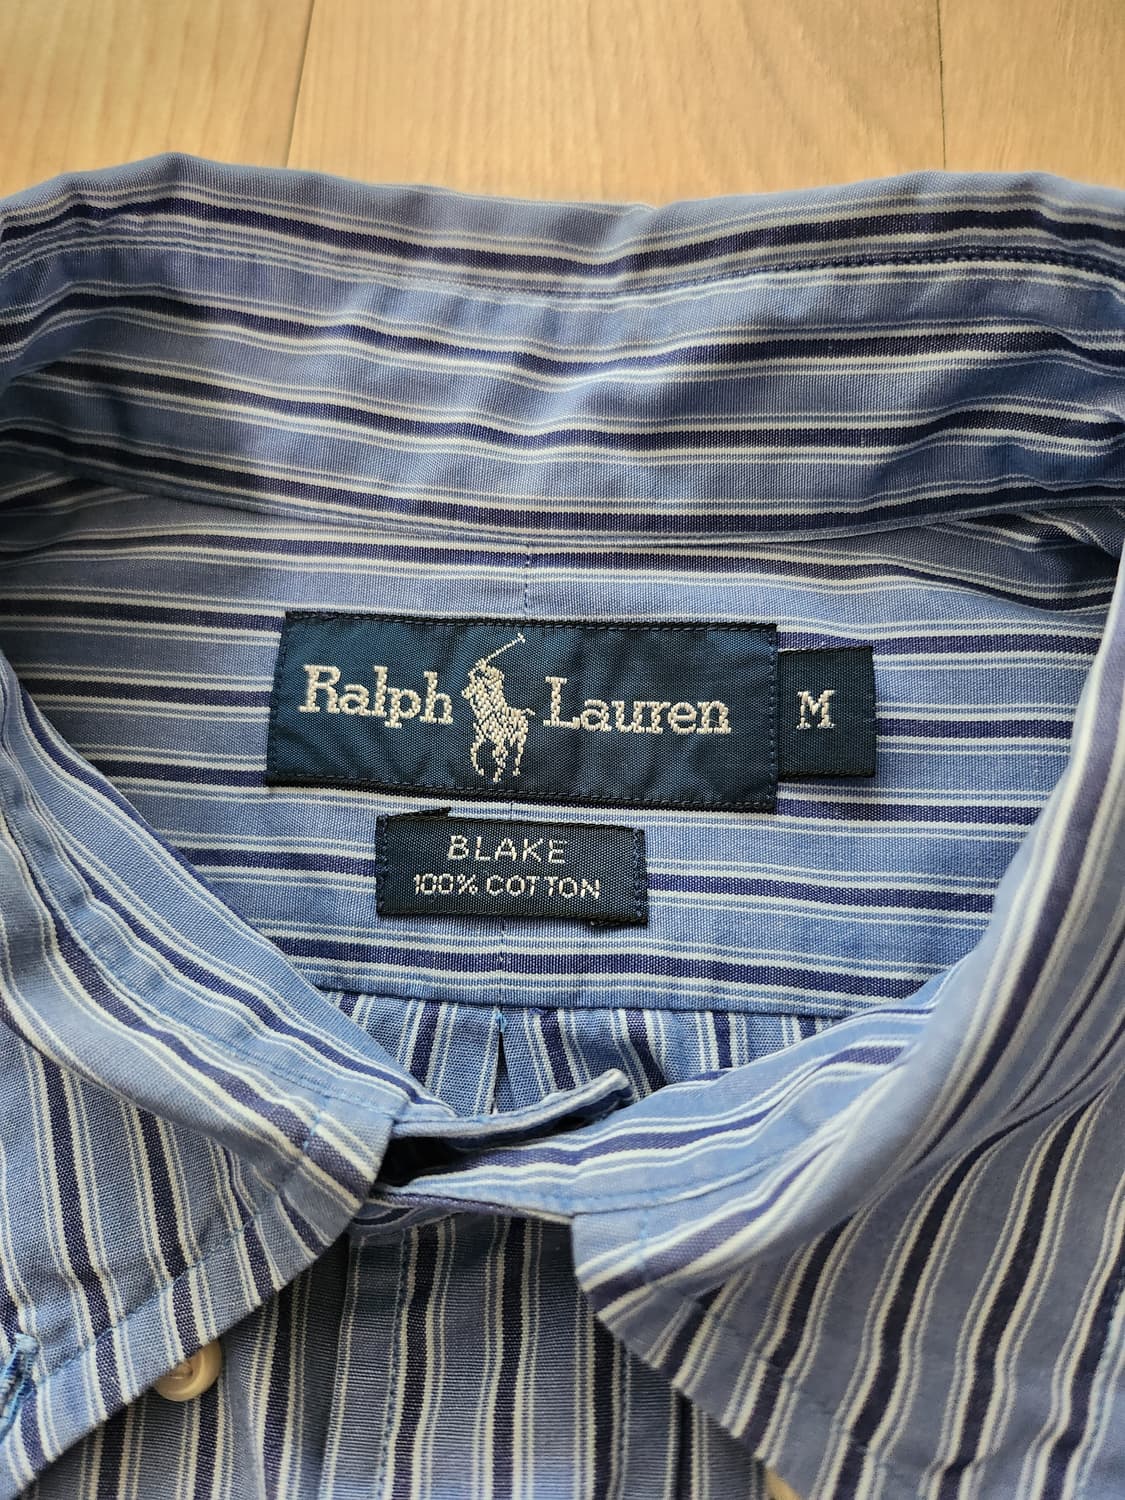 Ralph Lauren M
BLAKE
100% COTTON